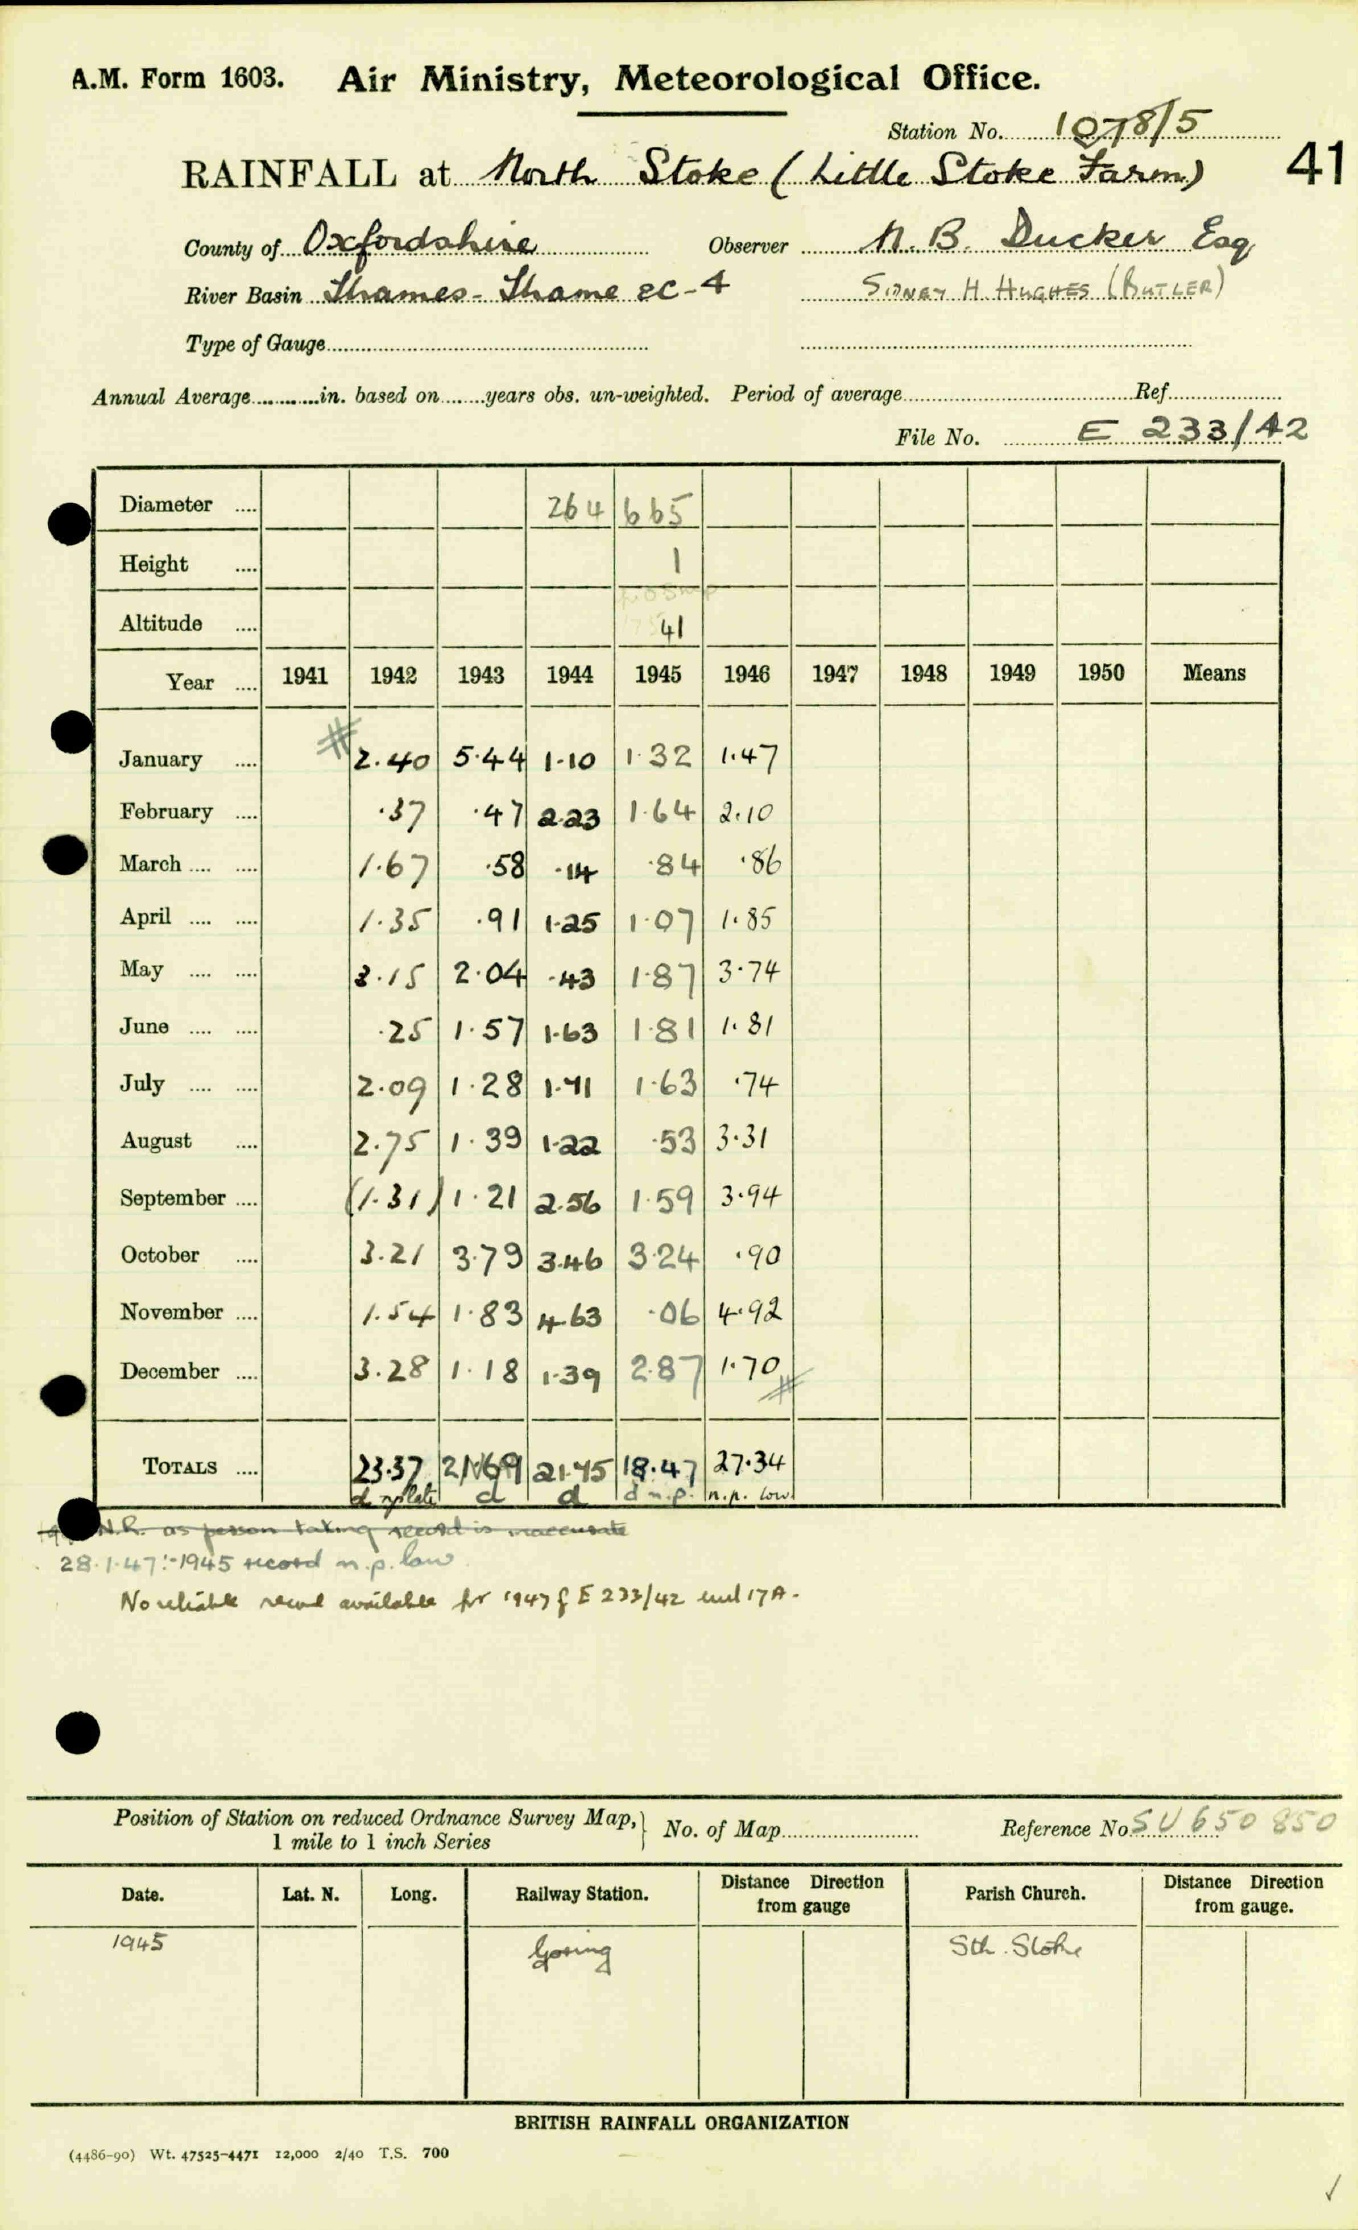 A.M. Form 1603. Air Ministry, Meteorological Office.
Station No. 1078/5
41
RAINFALL at North Stoke (Little Stoke Farm)
County of Oxfordshire Observer N. B. Ducker Esq
River Basin Thames - Thame EC-4 SIDNEY H. HUGHES (BUTLER)
Type of Gauge
Annual Average in. based on years obs. un-weighted. Period of average Ref.
File No. E 233/42
Diameter 264 665
Height 1
Altitude 41
Year 1941 1942 1943 1944 1945 1946 1947 1948 1949 1950 Means
January # 2.40 5.44 1.10 1.32 1.47
February .37 .47 2.23 1.64 2.10
March 1.67 .58 .14 .84 .86
April 1.35 .91 1.25 1.07 1.85
May 3.15 2.04 .43 1.87 3.74
June .25 1.57 1.63 1.81 1.81
July 2.09 1.28 1.71 1.63 .74
August 2.75 1.39 1.22 .53 3.31
September (1.31) 1.21 2.56 1.59 3.94
October 3.21 3.79 3.46 3.24 .90
November 1.54 1.83 4.63 .06 4.92
December 3.28 1.18 1.39 2.87 1.70 #
TOTALS 23.37 21.69 21.75 18.47 27.34
d d d d n.p. n.p. low
N.R. as person taking record is inaccurate
28.1.47:-1945 record n.p. low
No reliable record available for 1947 E 233/42 encl 17A.
Position of Station on reduced Ordnance Survey Map, 1 mile to 1 inch Series No. of Map Reference No. SU 650 850
Date. Lat. N. Long. Railway Station. Distance Direction from gauge Parish Church. Distance Direction from gauge.
1945 Goring Sth. Stoke
BRITISH RAINFALL ORGANIZATION
(4486-90) Wt. 47525-4471 12,000 2/40 T.S. 700